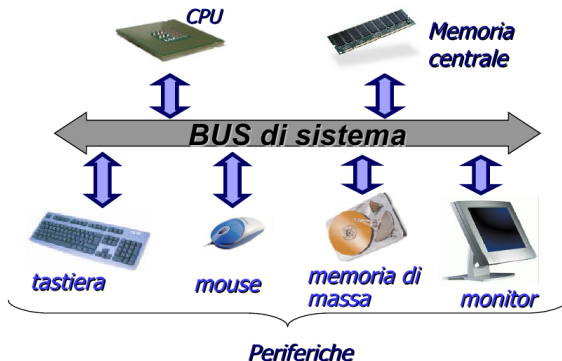 CPU
Memoria
centrale
BUS di sistema
tastiera
mouse
memoria di
massa
monitor
Periferiche